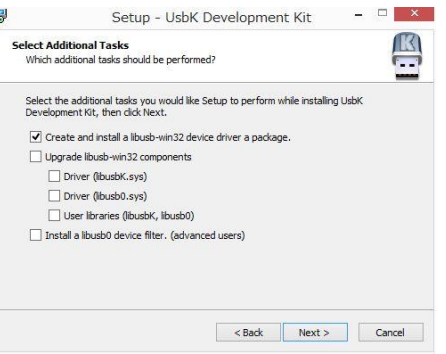 Setup - UsbK Development Kit
Select Additional Tasks
Which additional tasks should be performed?
K
Select the additional tasks you would like Setup to perform while installing UsbK
Development Kit, then click Next.
Create and install a libusb-win32 device driver a package.
Upgrade libusb-win32 components
Driver (libusbK.sys)
Driver (libusb0.sys)
User libraries (libusbK, libusb0)
Install a libusb0 device filter. (advanced users)
< Back Next > Cancel